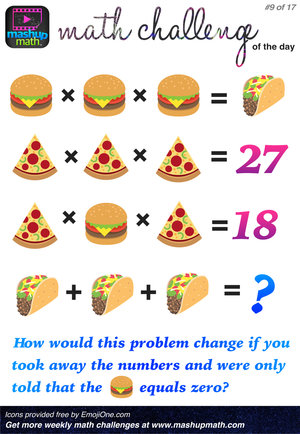 #9 of 17
mashup
math.
math challenge
of the day
× × =
× × = 27
× × = 18
+ + = ?
How would this problem change if you
took away the numbers and were only
told that the equals zero?
Icons provided free by EmojiOne.com
Get more weekly math challenges at www.mashupmath.com